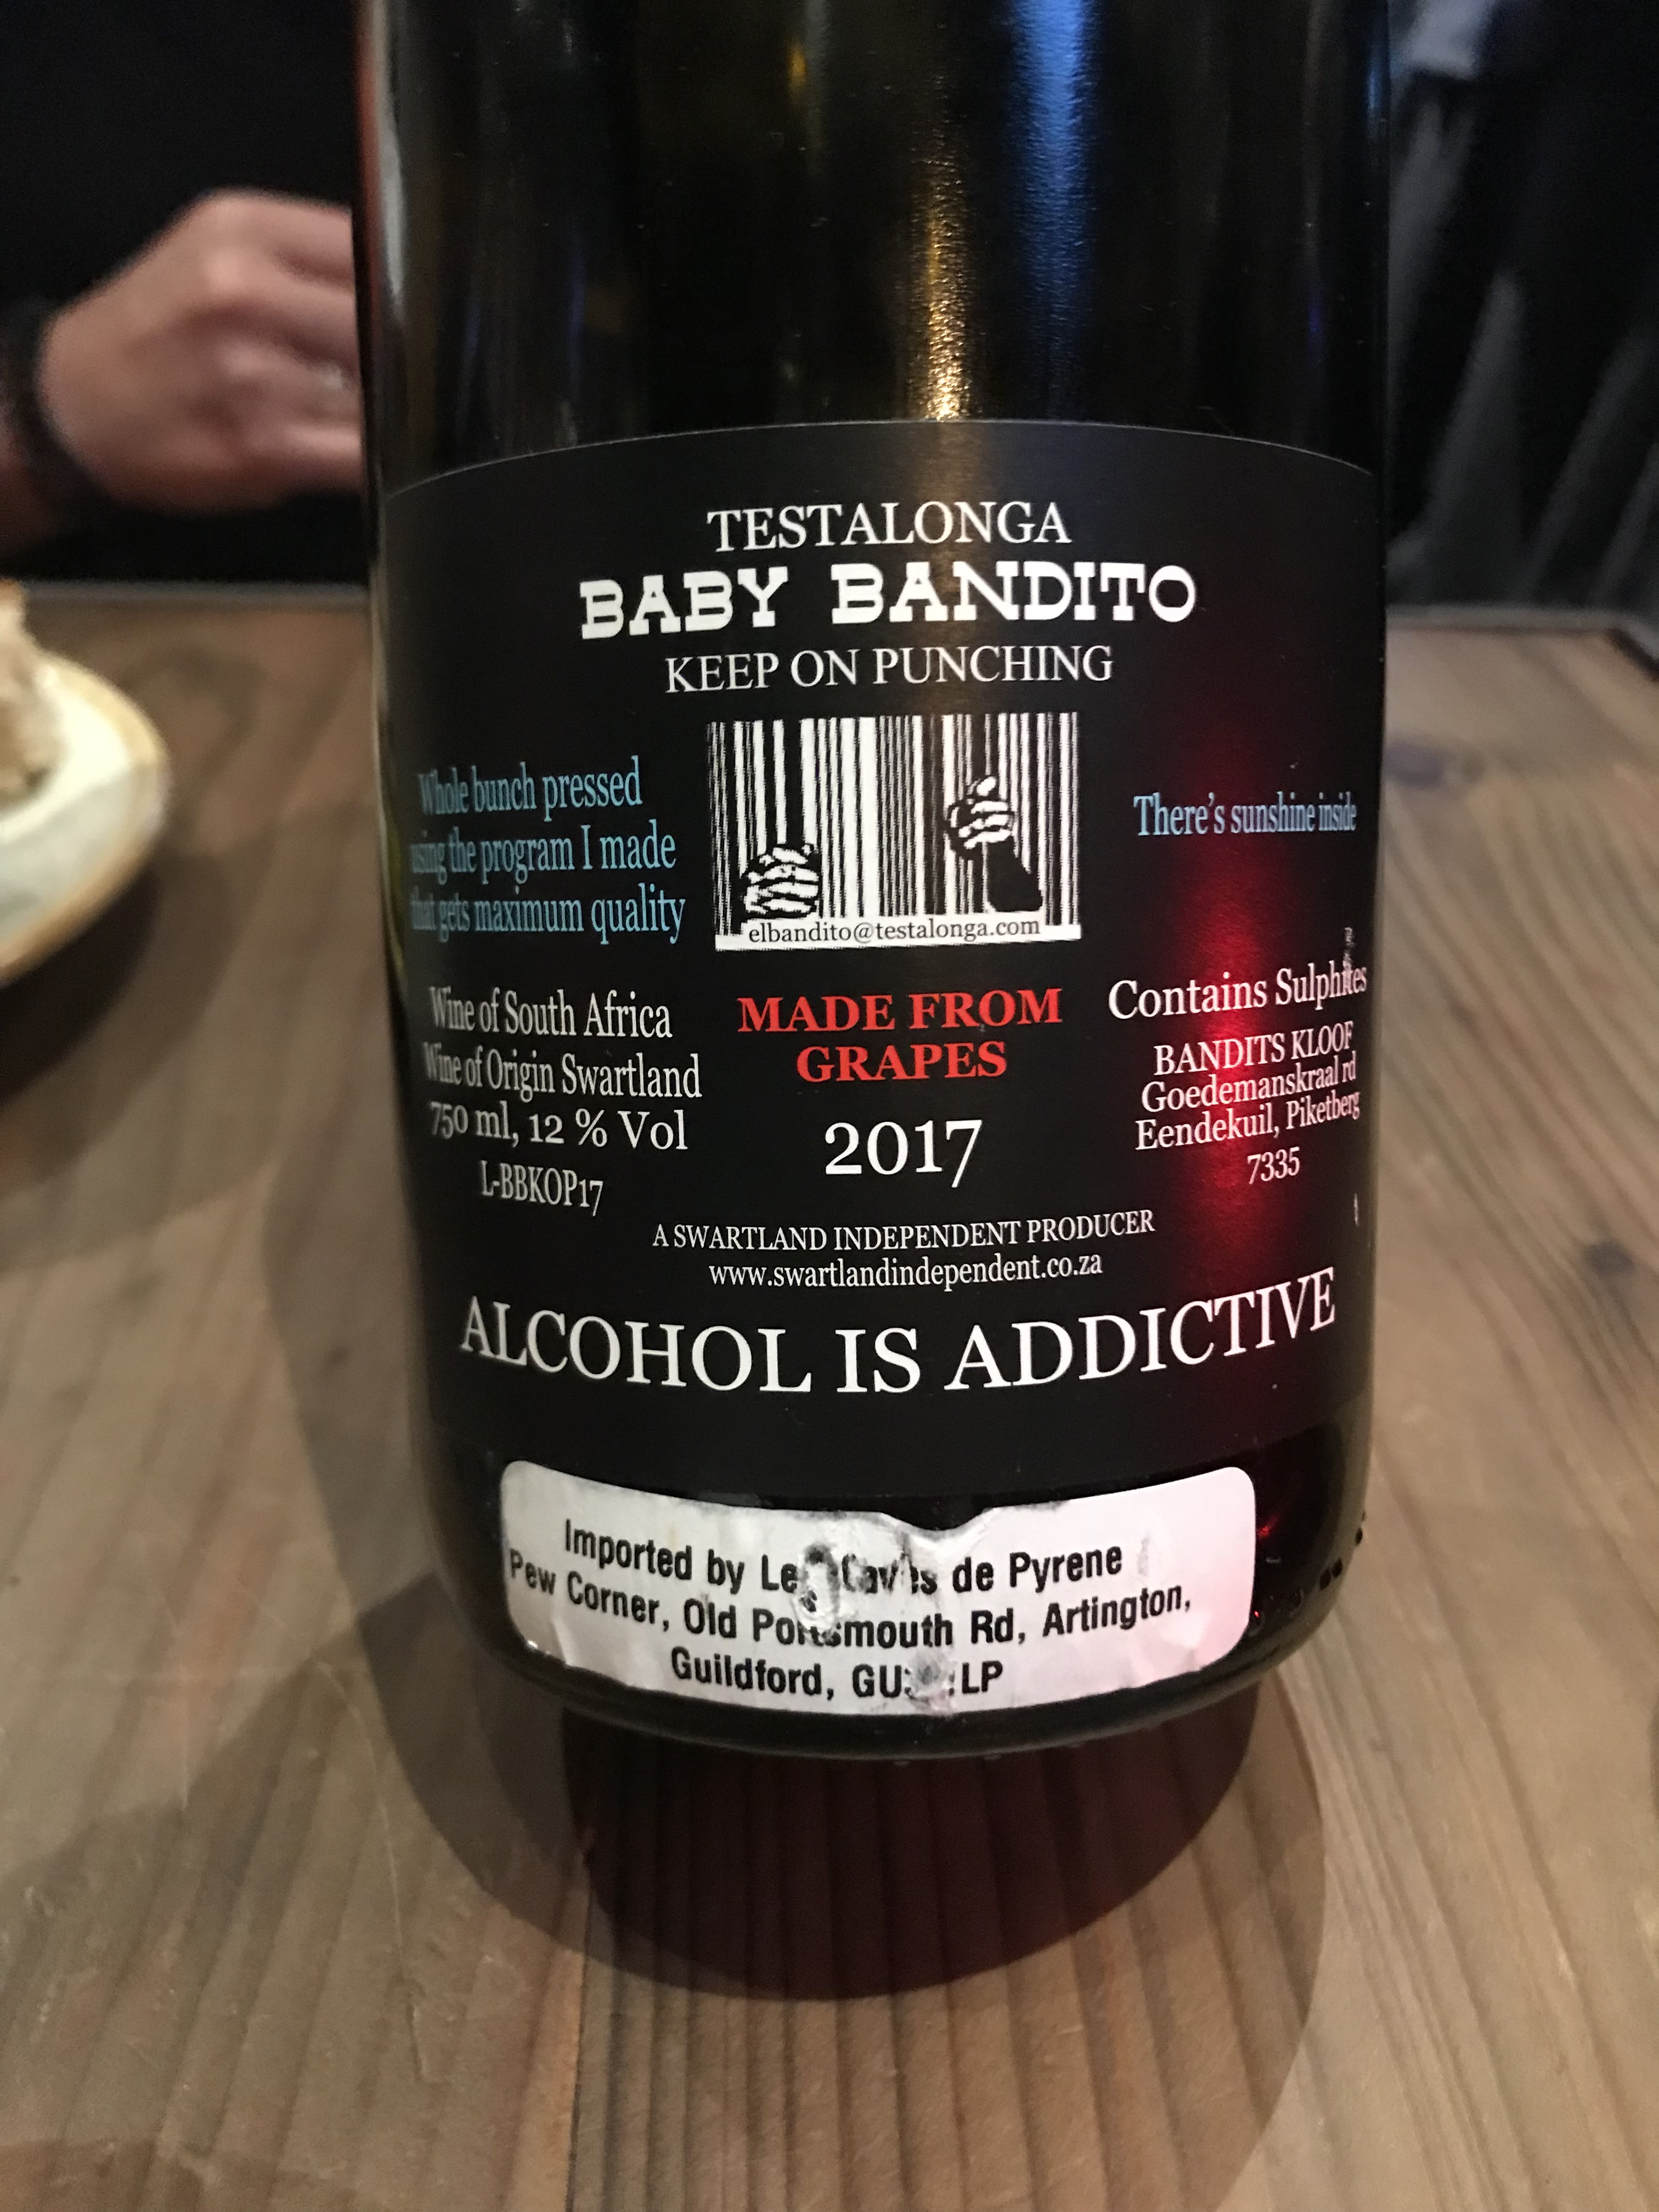 TESTALONGA
BABY BANDITO
KEEP ON PUNCHING
Whole bunch pressed
using the program I made
that gets maximum quality
elbandito@testalonga.com
There's sunshine inside
Wine of South Africa
Wine of Origin Swartland
750 ml, 12 % Vol
L-BBKOP17
MADE FROM
GRAPES
2017
Contains Sulphites
BANDITS KLOOF
Goedemanskraal rd
Eendekuil, Piketberg
7335
A SWARTLAND INDEPENDENT PRODUCER
www.swartlandindependent.co.za
ALCOHOL IS ADDICTIVE
Imported by Les Caves de Pyrene
Pew Corner, Old Portsmouth Rd, Artington,
Guildford,